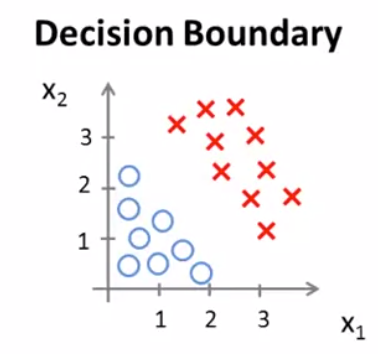 Decision Boundary
x₂
3
2
1
1 2 3
x₁